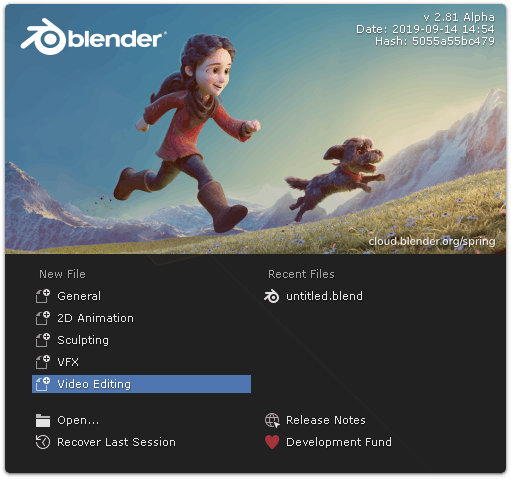 blender
v 2.81 Alpha
Date: 2019-09-14 14:54
Hash: 5055a55bc479
cloud.blender.org/spring
New File
General
2D Animation
Sculpting
VFX
Video Editing
Open...
Recover Last Session
Recent Files
untitled.blend
Release Notes
Development Fund